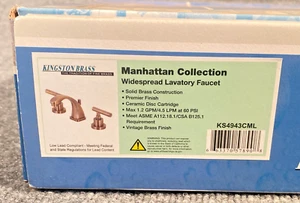 KINGSTON BRASS
Manhattan Collection
Widespread Lavatory Faucet
• Solid Brass Construction
• Premier Finish
• Ceramic Disc Cartridge
• Max 1.2 GPM/4.5 LPM at 60 PSI
• Meet ASME A112.18.1/CSA B125.1
Requirement
• Vintage Brass Finish
KS4943CML
Low Lead Compliant - Meeting Federal
and State Regulations for Lead Content